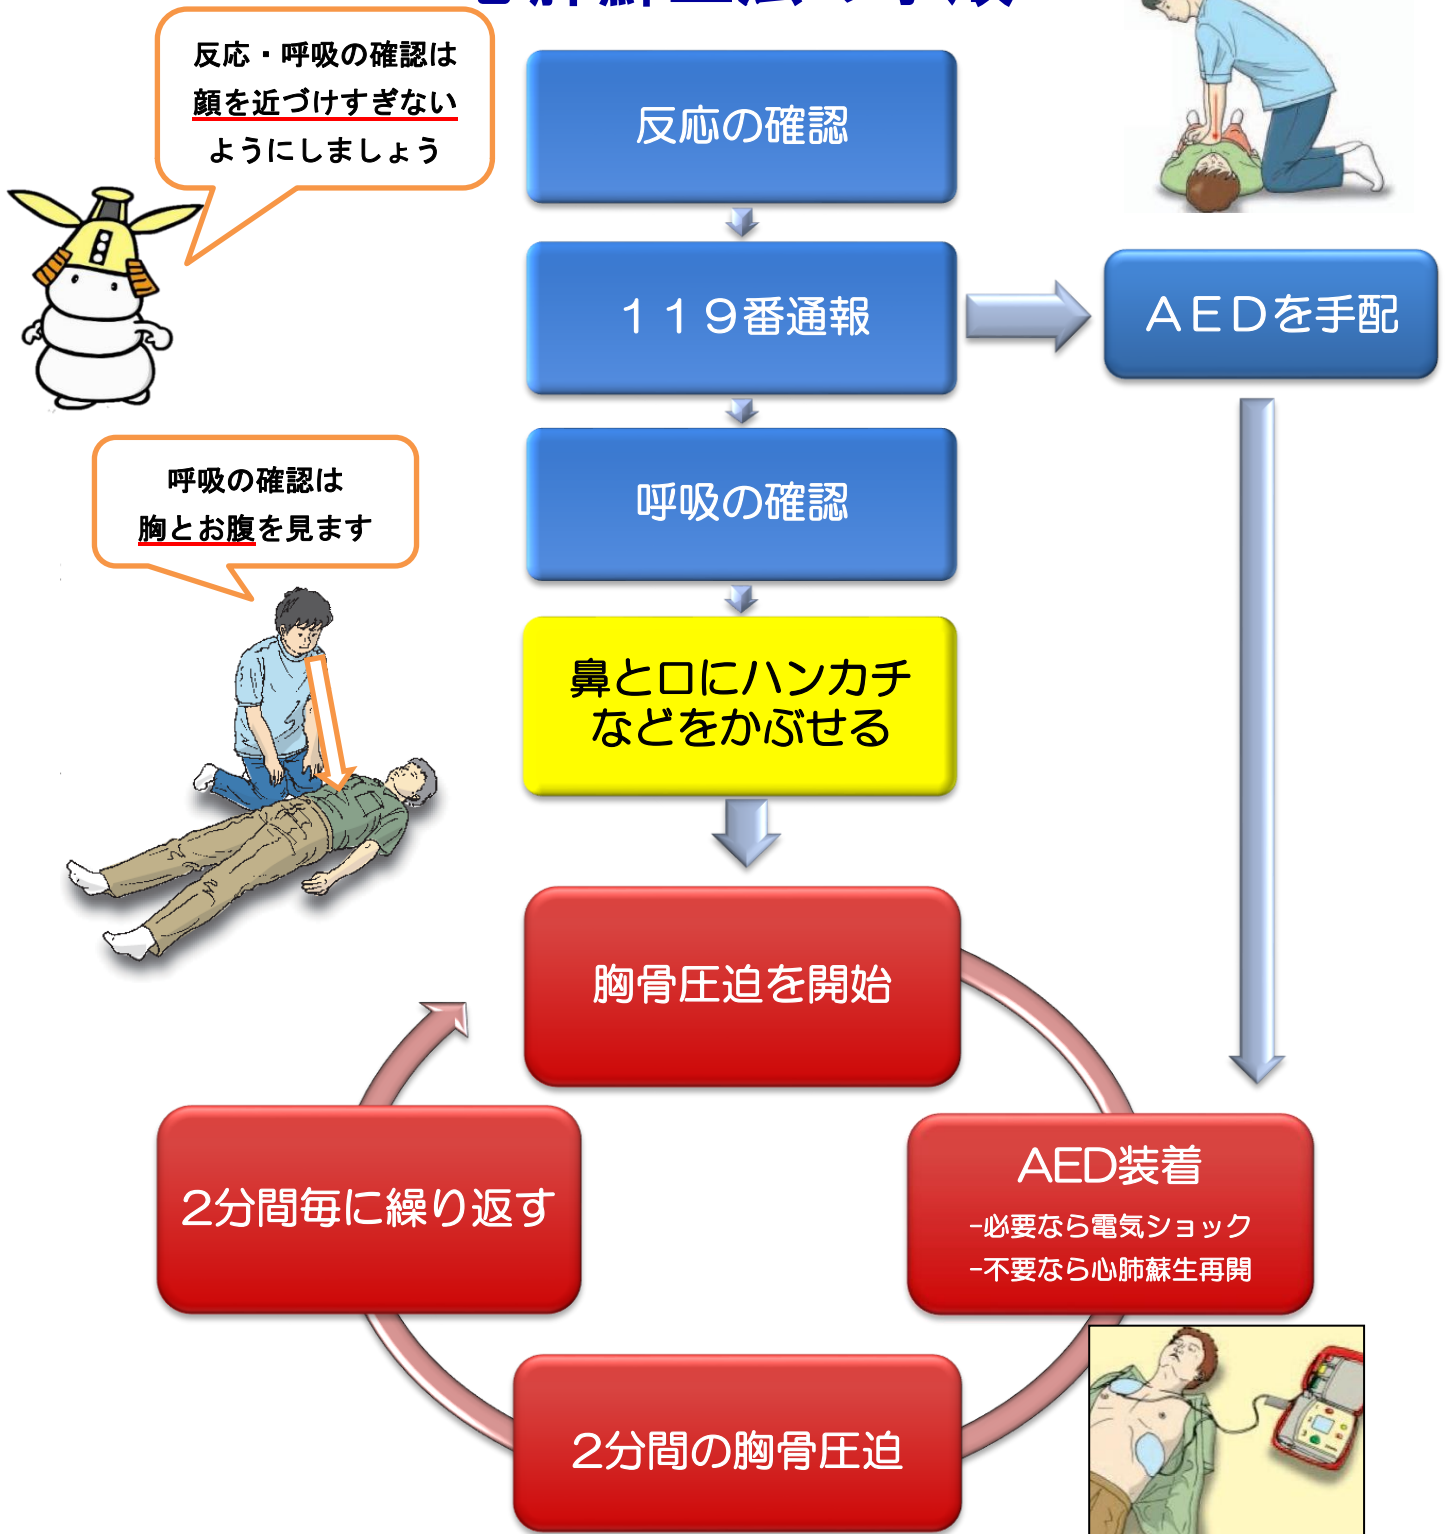 反応・呼吸の確認は
顔を近づけすぎない
ようにしましょう
反応の確認
１１９番通報
ＡＥＤを手配
呼吸の確認は
胸とお腹を見ます
呼吸の確認
鼻と口にハンカチ
などをかぶせる
胸骨圧迫を開始
AED装着
-必要なら電気ショック
-不要なら心肺蘇生再開
2分間の胸骨圧迫
2分間毎に繰り返す